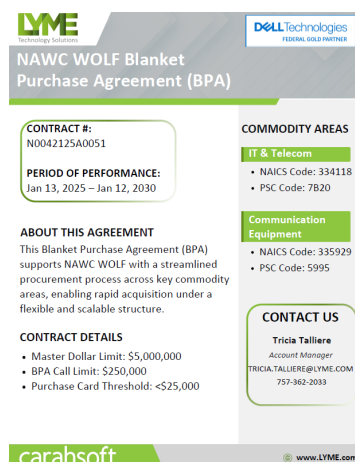 LYME
Technology Solutions
DELL Technologies
FEDERAL GOLD PARTNER
NAWC WOLF Blanket
Purchase Agreement (BPA)
CONTRACT #:
N0042125A0051
PERIOD OF PERFORMANCE:
Jan 13, 2025 – Jan 12, 2030
ABOUT THIS AGREEMENT
This Blanket Purchase Agreement (BPA)
supports NAWC WOLF with a streamlined
procurement process across key commodity
areas, enabling rapid acquisition under a
flexible and scalable structure.
CONTRACT DETAILS
• Master Dollar Limit: $5,000,000
• BPA Call Limit: $250,000
• Purchase Card Threshold: <$25,000
COMMODITY AREAS
IT & Telecom
• NAICS Code: 334118
• PSC Code: 7B20
Communication
Equipment
• NAICS Code: 335929
• PSC Code: 5995
CONTACT US
Tricia Talliere
Account Manager
TRICIA.TALLIERE@LYME.COM
757-362-2033
carahsoft
www.LYME.com